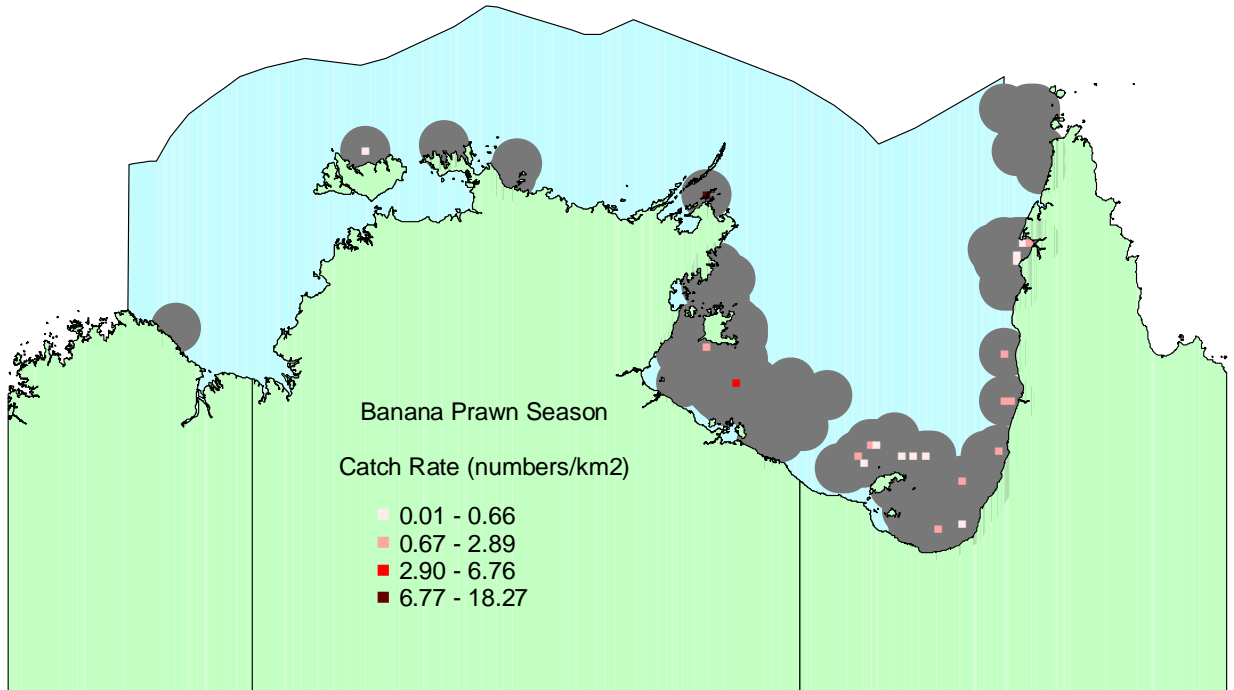 Banana Prawn Season
Catch Rate (numbers/km2)
0.01 - 0.66
0.67 - 2.89
2.90 - 6.76
6.77 - 18.27